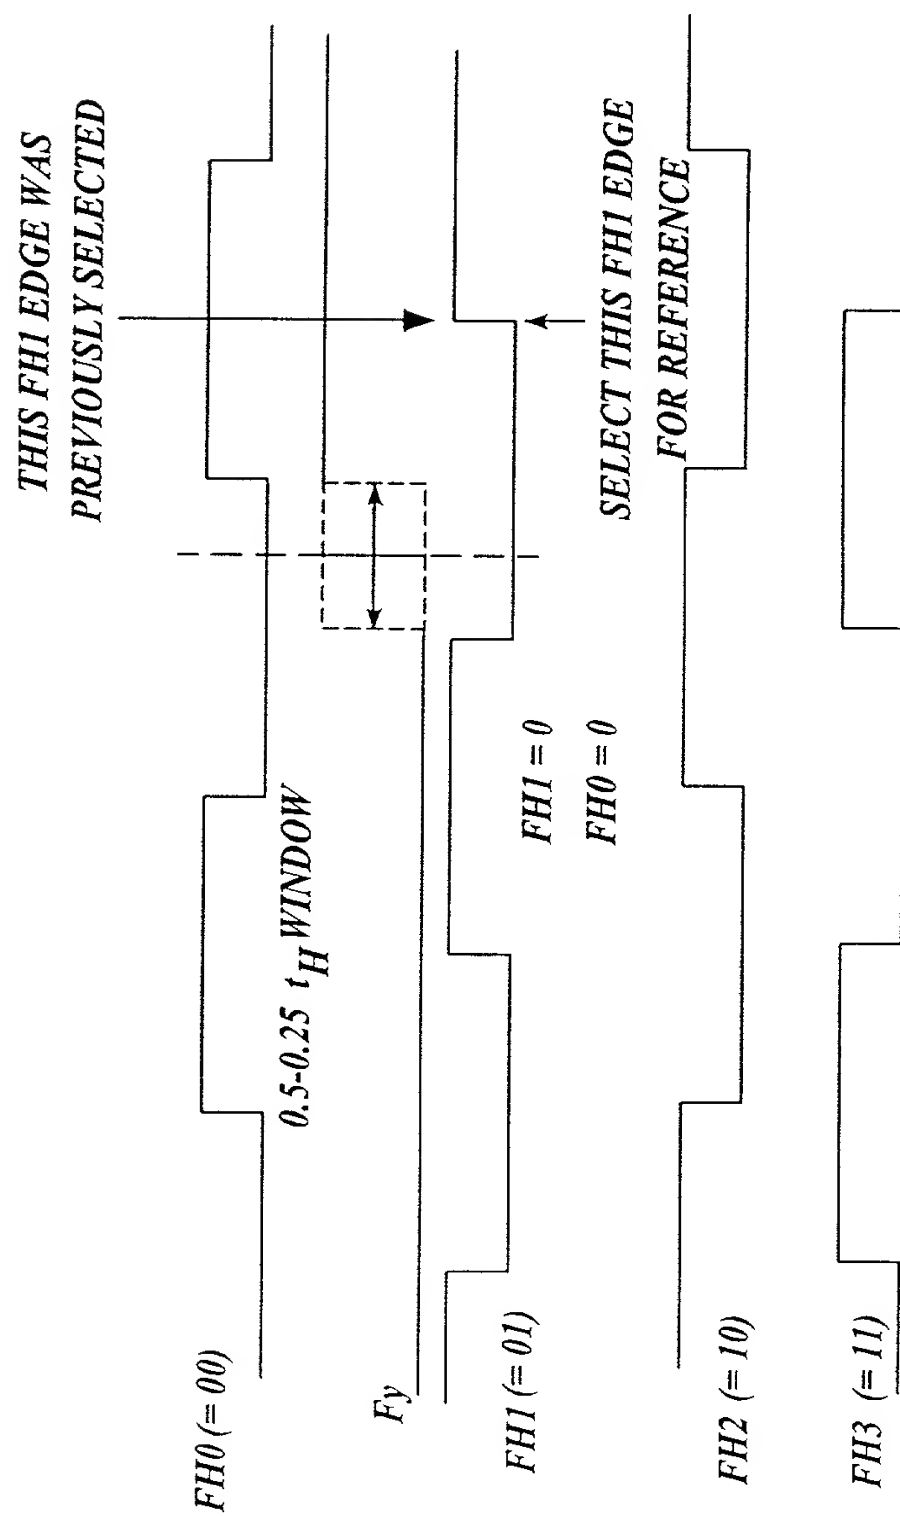 THIS FH1 EDGE WAS
PREVIOUSLY SELECTED
FH0 (= 00)
0.5-0.25 tH WINDOW
Fy
FH1 (= 01)
FH1 = 0
FH0 = 0
SELECT THIS FH1 EDGE
FOR REFERENCE
FH2 (= 10)
FH3 (= 11)